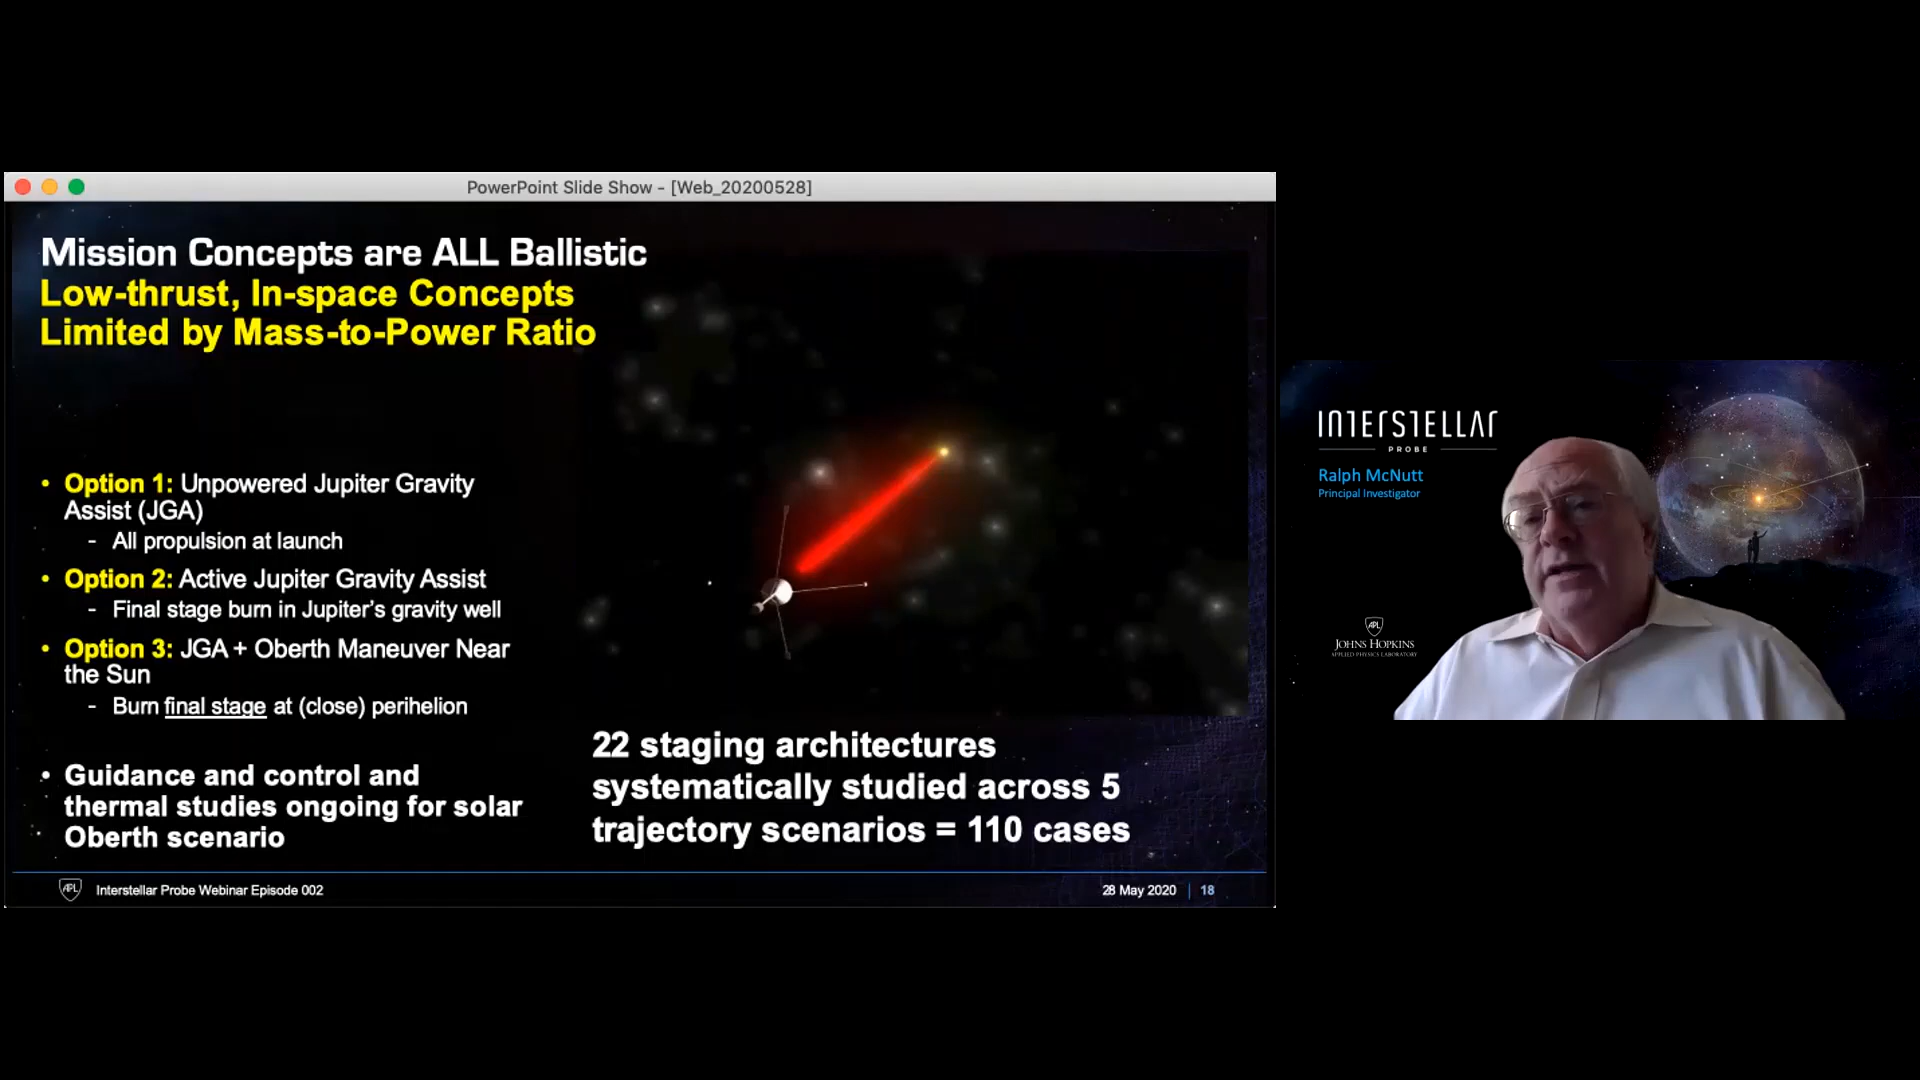 PowerPoint Slide Show - [Web_20200528]
Mission Concepts are ALL Ballistic
Low-thrust, In-space Concepts
Limited by Mass-to-Power Ratio
• Option 1: Unpowered Jupiter Gravity
Assist (JGA)
- All propulsion at launch
• Option 2: Active Jupiter Gravity Assist
- Final stage burn in Jupiter's gravity well
• Option 3: JGA + Oberth Maneuver Near
the Sun
- Burn final stage at (close) perihelion
• Guidance and control and
thermal studies ongoing for solar
Oberth scenario
22 staging architectures
systematically studied across 5
trajectory scenarios = 110 cases
APL Interstellar Probe Webinar Episode 002
28 May 2020 | 18
INTERSTELLAR
PROBE
Ralph McNutt
Principal Investigator
APL
JOHNS HOPKINS
APPLIED PHYSICS LABORATORY